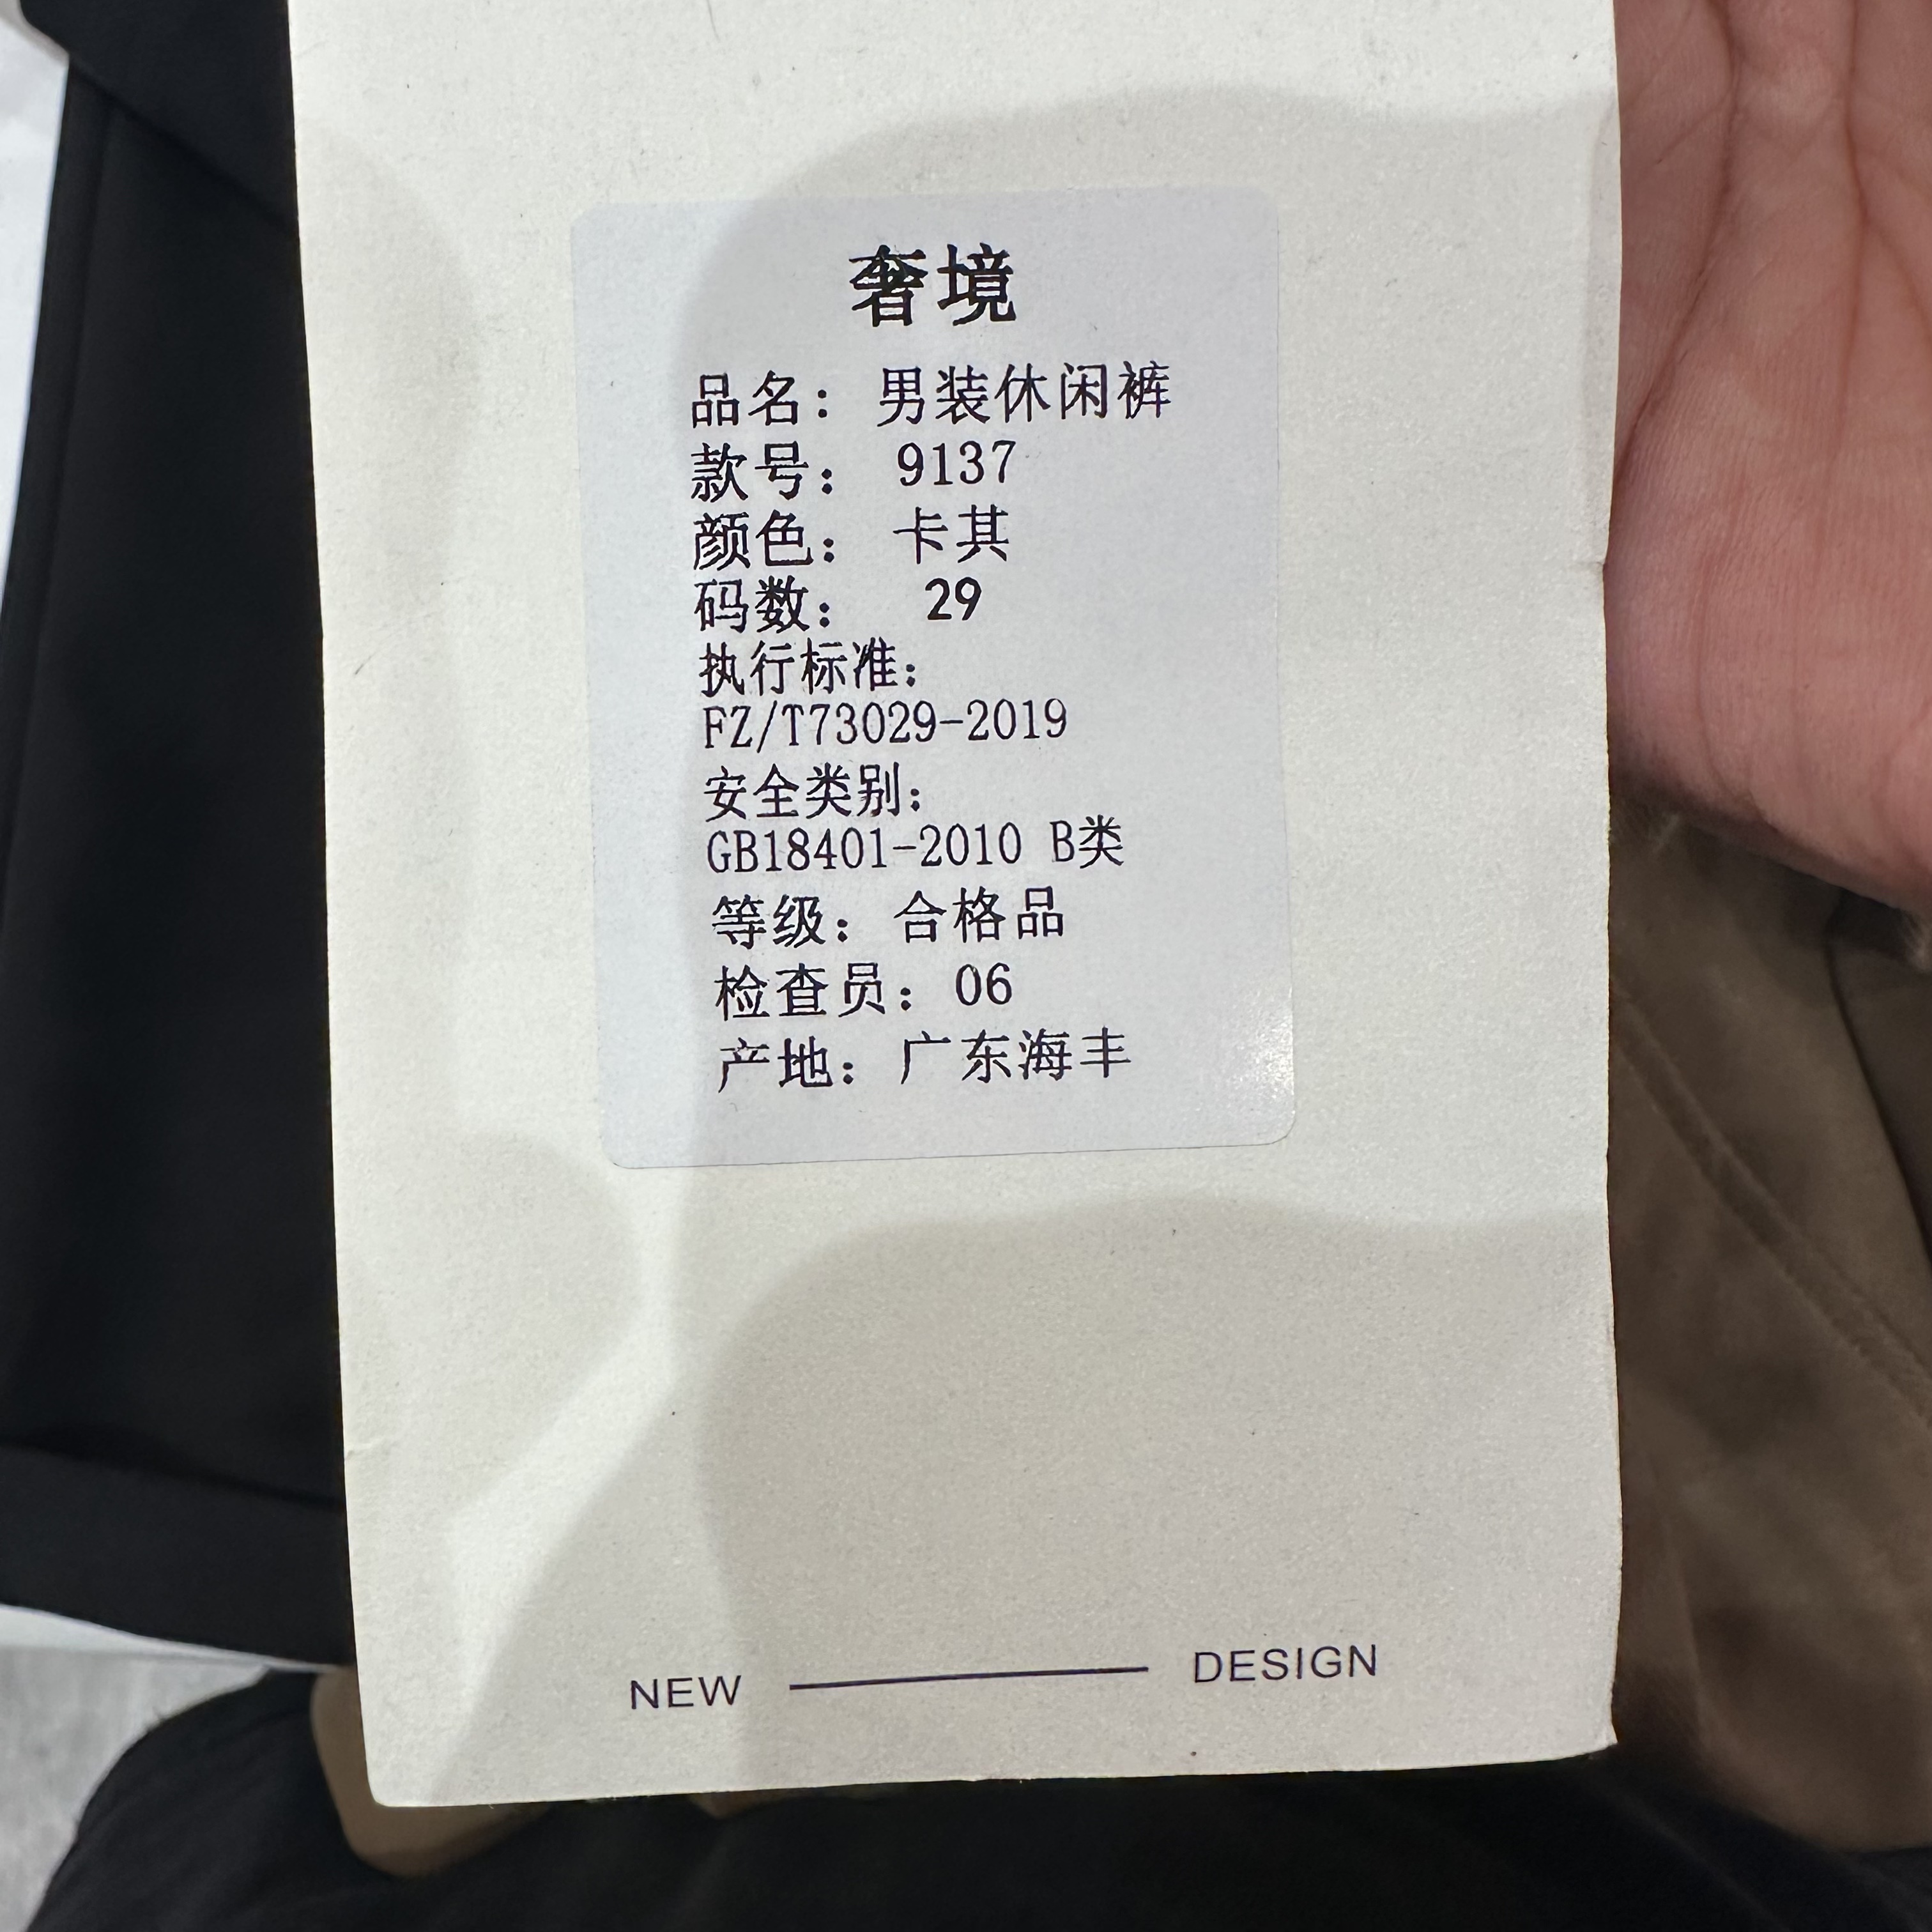 奢境
品名：男装休闲裤
款号：9137
颜色：卡其
码数：29
执行标准：
FZ/T73029-2019
安全类别：
GB18401-2010 B类
等级：合格品
检查员：06
产地：广东海丰
NEW DESIGN